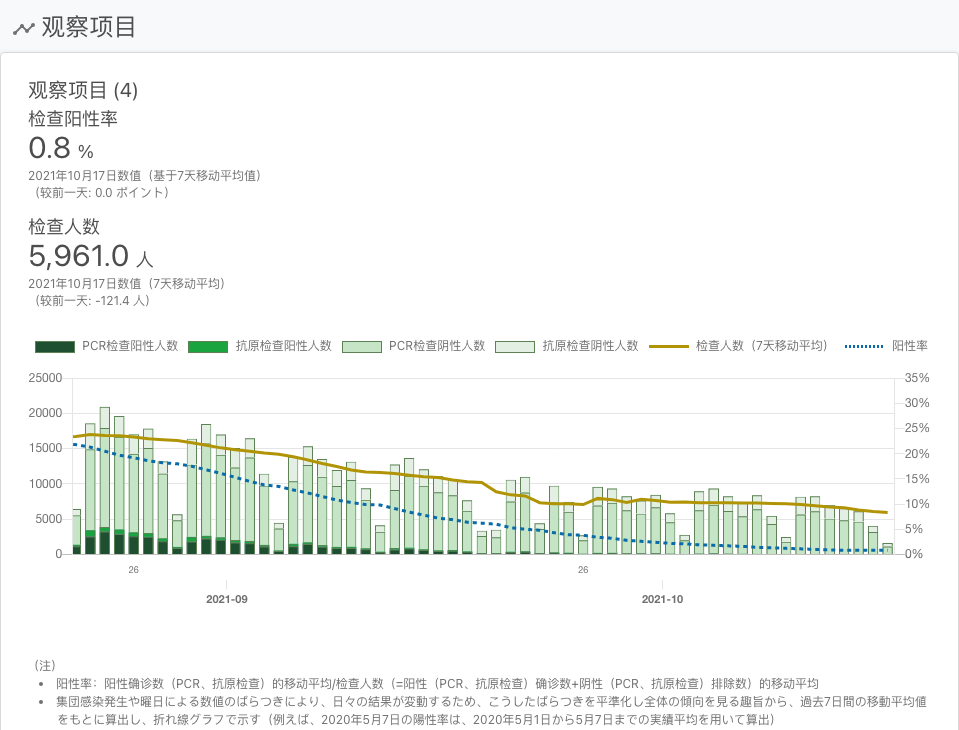 观察项目
观察项目 (4)
检查阳性率
0.8 %
2021年10月17日数值（基于7天移动平均值）
（较前一天: 0.0 ポイント）
检查人数
5,961.0 人
2021年10月17日数值（7天移动平均）
（较前一天: -121.4 人）
PCR检查阳性人数 抗原检查阳性人数 PCR检查阴性人数 抗原检查阴性人数 检查人数（7天移动平均） 阳性率
25000 35%
30%
20000
25%
15000 20%
15%
10000
10%
5000 5%
0 0%
26 26
2021-09 2021-10
（注）
• 阳性率：阳性确诊数（PCR、抗原检查）的移动平均/检查人数（=阳性（PCR、抗原检查）确诊数+阴性（PCR、抗原检查）排除数）的移动平均
• 集団感染発生や曜日による数値のばらつきにより、日々の結果が変動するため、こうしたばらつきを平準化し全体の傾向を見る趣旨から、過去7日間の移動平均値
をもとに算出し、折れ線グラフで示す（例えば、2020年5月7日の陽性率は、2020年5月1日から5月7日までの実績平均を用いて算出）